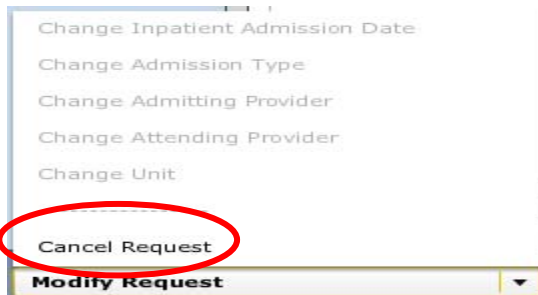 Change Inpatient Admission Date
Change Admission Type
Change Admitting Provider
Change Attending Provider
Change Unit
--------------
Cancel Request
Modify Request